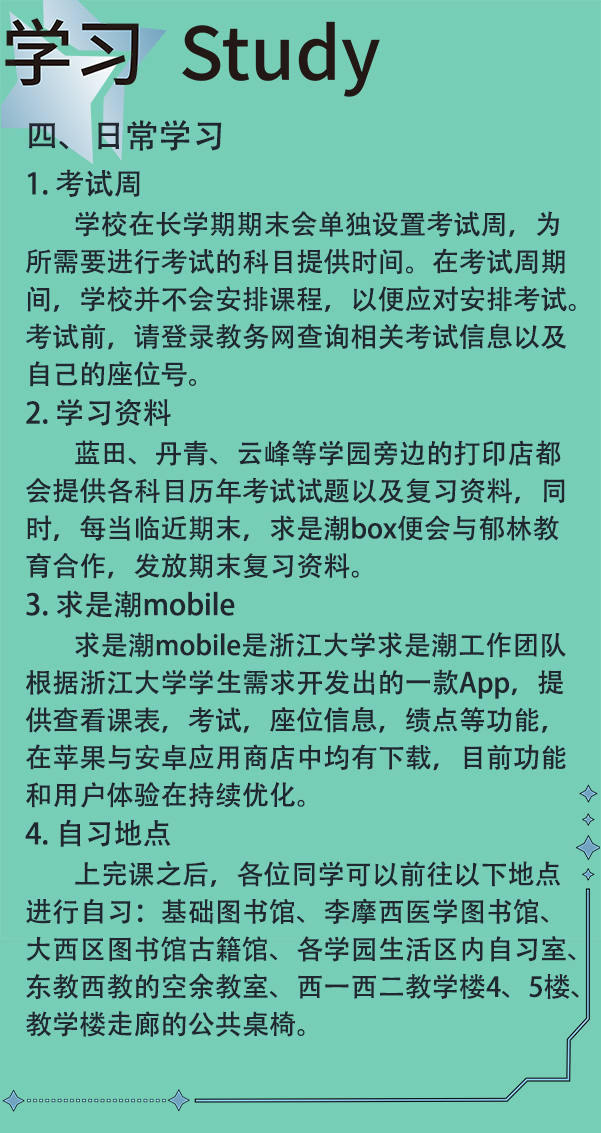 学习 Study
四、日常学习
1. 考试周
学校在长学期期末会单独设置考试周，为
所需要进行考试的科目提供时间。在考试周期
间，学校并不会安排课程，以便应对安排考试。
考试前，请登录教务网查询相关考试信息以及
自己的座位号。
2. 学习资料
蓝田、丹青、云峰等学园旁边的打印店都
会提供各科目历年考试试题以及复习资料，同
时，每当临近期末，求是潮box便会与郁林教
育合作，发放期末复习资料。
3. 求是潮mobile
求是潮mobile是浙江大学求是潮工作团队
根据浙江大学学生需求开发出的一款App，提
供查看课表，考试，座位信息，绩点等功能，
在苹果与安卓应用商店中均有下载，目前功能
和用户体验在持续优化。
4. 自习地点
上完课之后，各位同学可以前往以下地点
进行自习：基础图书馆、李摩西医学图书馆、
大西区图书馆古籍馆、各学园生活区内自习室、
东教西教的空余教室、西一西二教学楼4、5楼、
教学楼走廊的公共桌椅。